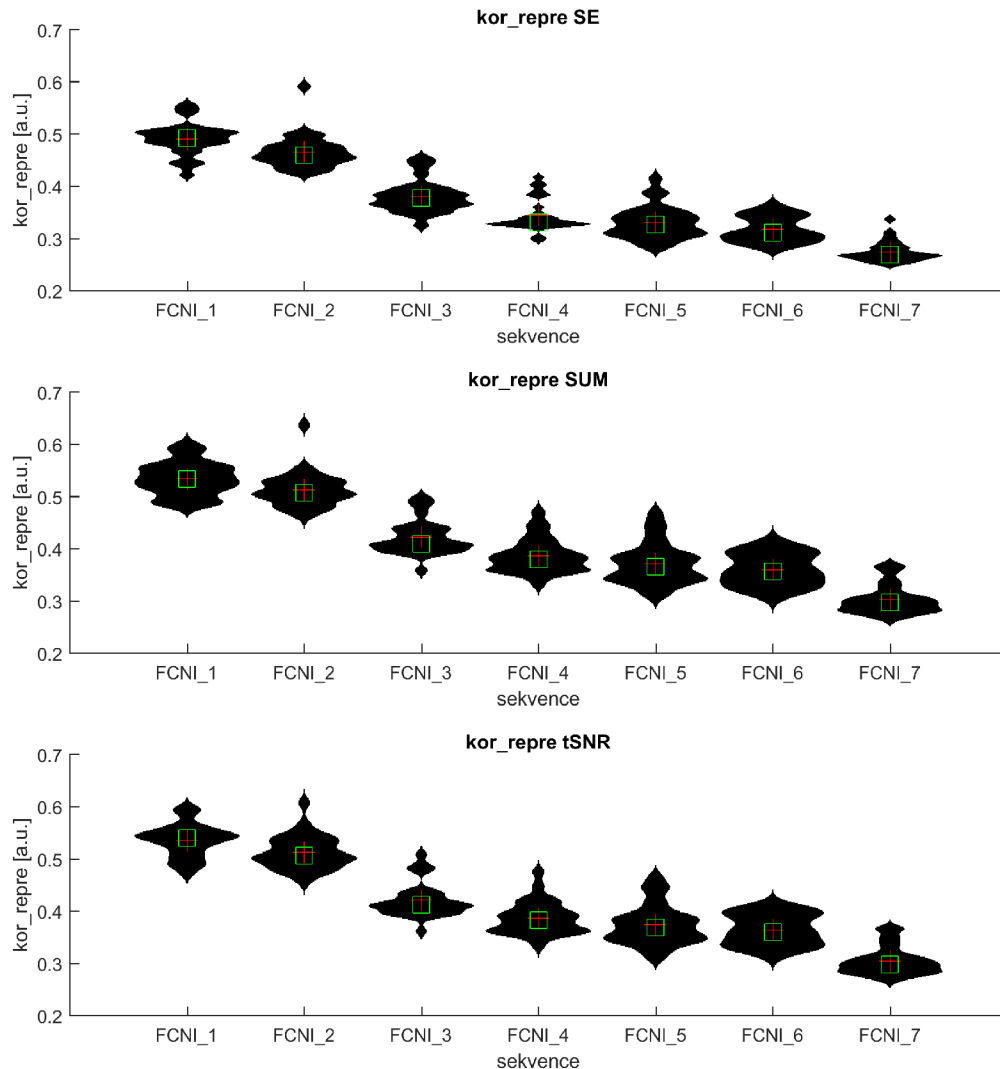 kor_repre SE
0.7
0.6
0.5
0.4
0.3
0.2
kor_repre [a.u.]
FCNI_1 FCNI_2 FCNI_3 FCNI_4 FCNI_5 FCNI_6 FCNI_7
sekvence
kor_repre SUM
0.7
0.6
0.5
0.4
0.3
0.2
kor_repre [a.u.]
FCNI_1 FCNI_2 FCNI_3 FCNI_4 FCNI_5 FCNI_6 FCNI_7
sekvence
kor_repre tSNR
0.7
0.6
0.5
0.4
0.3
0.2
kor_repre [a.u.]
FCNI_1 FCNI_2 FCNI_3 FCNI_4 FCNI_5 FCNI_6 FCNI_7
sekvence